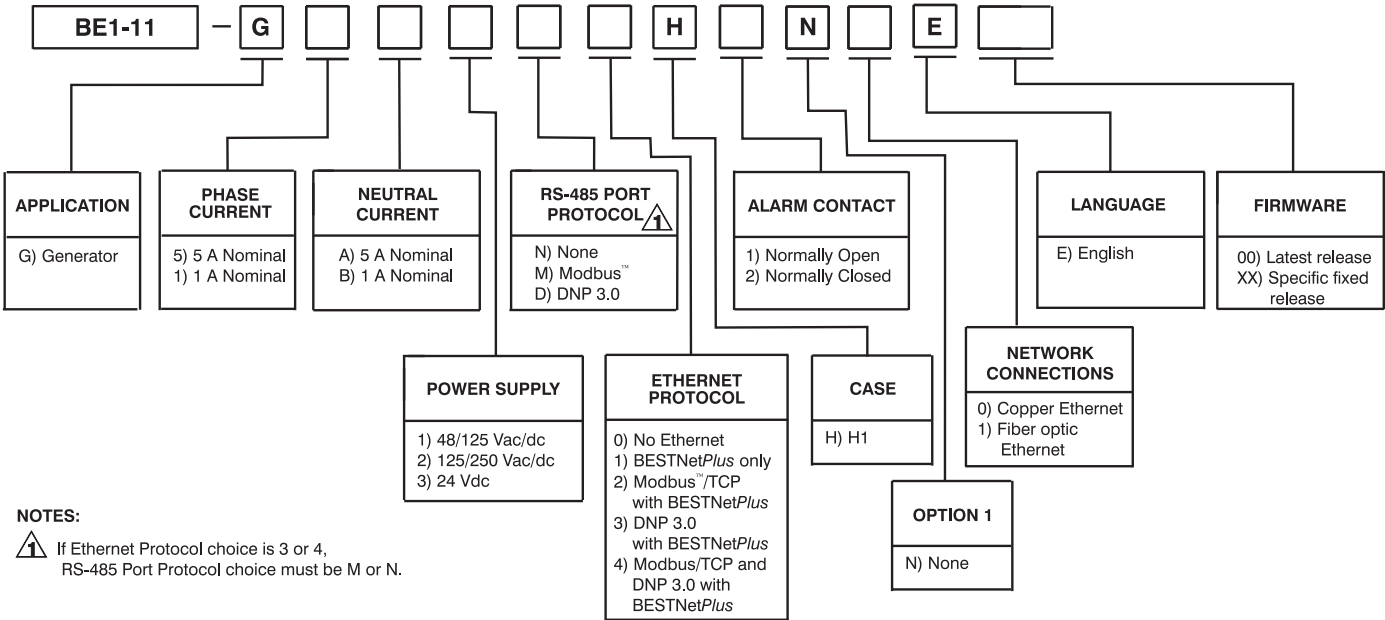 BE1-11 — G H N E
APPLICATION
G) Generator
PHASE
CURRENT
5) 5 A Nominal
1) 1 A Nominal
NEUTRAL
CURRENT
A) 5 A Nominal
B) 1 A Nominal
RS-485 PORT
PROTOCOL 1
N) None
M) Modbus™
D) DNP 3.0
ALARM CONTACT
1) Normally Open
2) Normally Closed
LANGUAGE
E) English
FIRMWARE
00) Latest release
XX) Specific fixed
release
POWER SUPPLY
1) 48/125 Vac/dc
2) 125/250 Vac/dc
3) 24 Vdc
ETHERNET
PROTOCOL
0) No Ethernet
1) BESTNetPlus only
2) Modbus™/TCP
with BESTNetPlus
3) DNP 3.0
with BESTNetPlus
4) Modbus/TCP and
DNP 3.0 with
BESTNetPlus
CASE
H) H1
NETWORK
CONNECTIONS
0) Copper Ethernet
1) Fiber optic
Ethernet
OPTION 1
N) None
NOTES:
1 If Ethernet Protocol choice is 3 or 4,
RS-485 Port Protocol choice must be M or N.